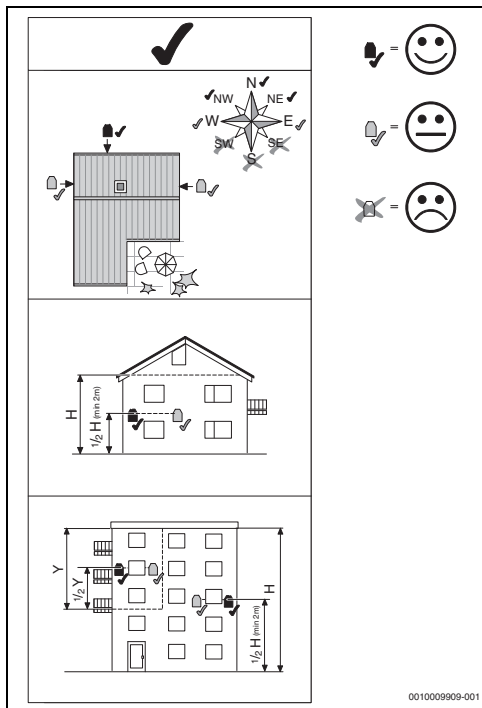 N
NW NE
W E
SW SE
S
=
=
=
H
1/2 H (min 2m)
Y
1/2 Y
H
1/2 H (min 2m)
0010009909-001